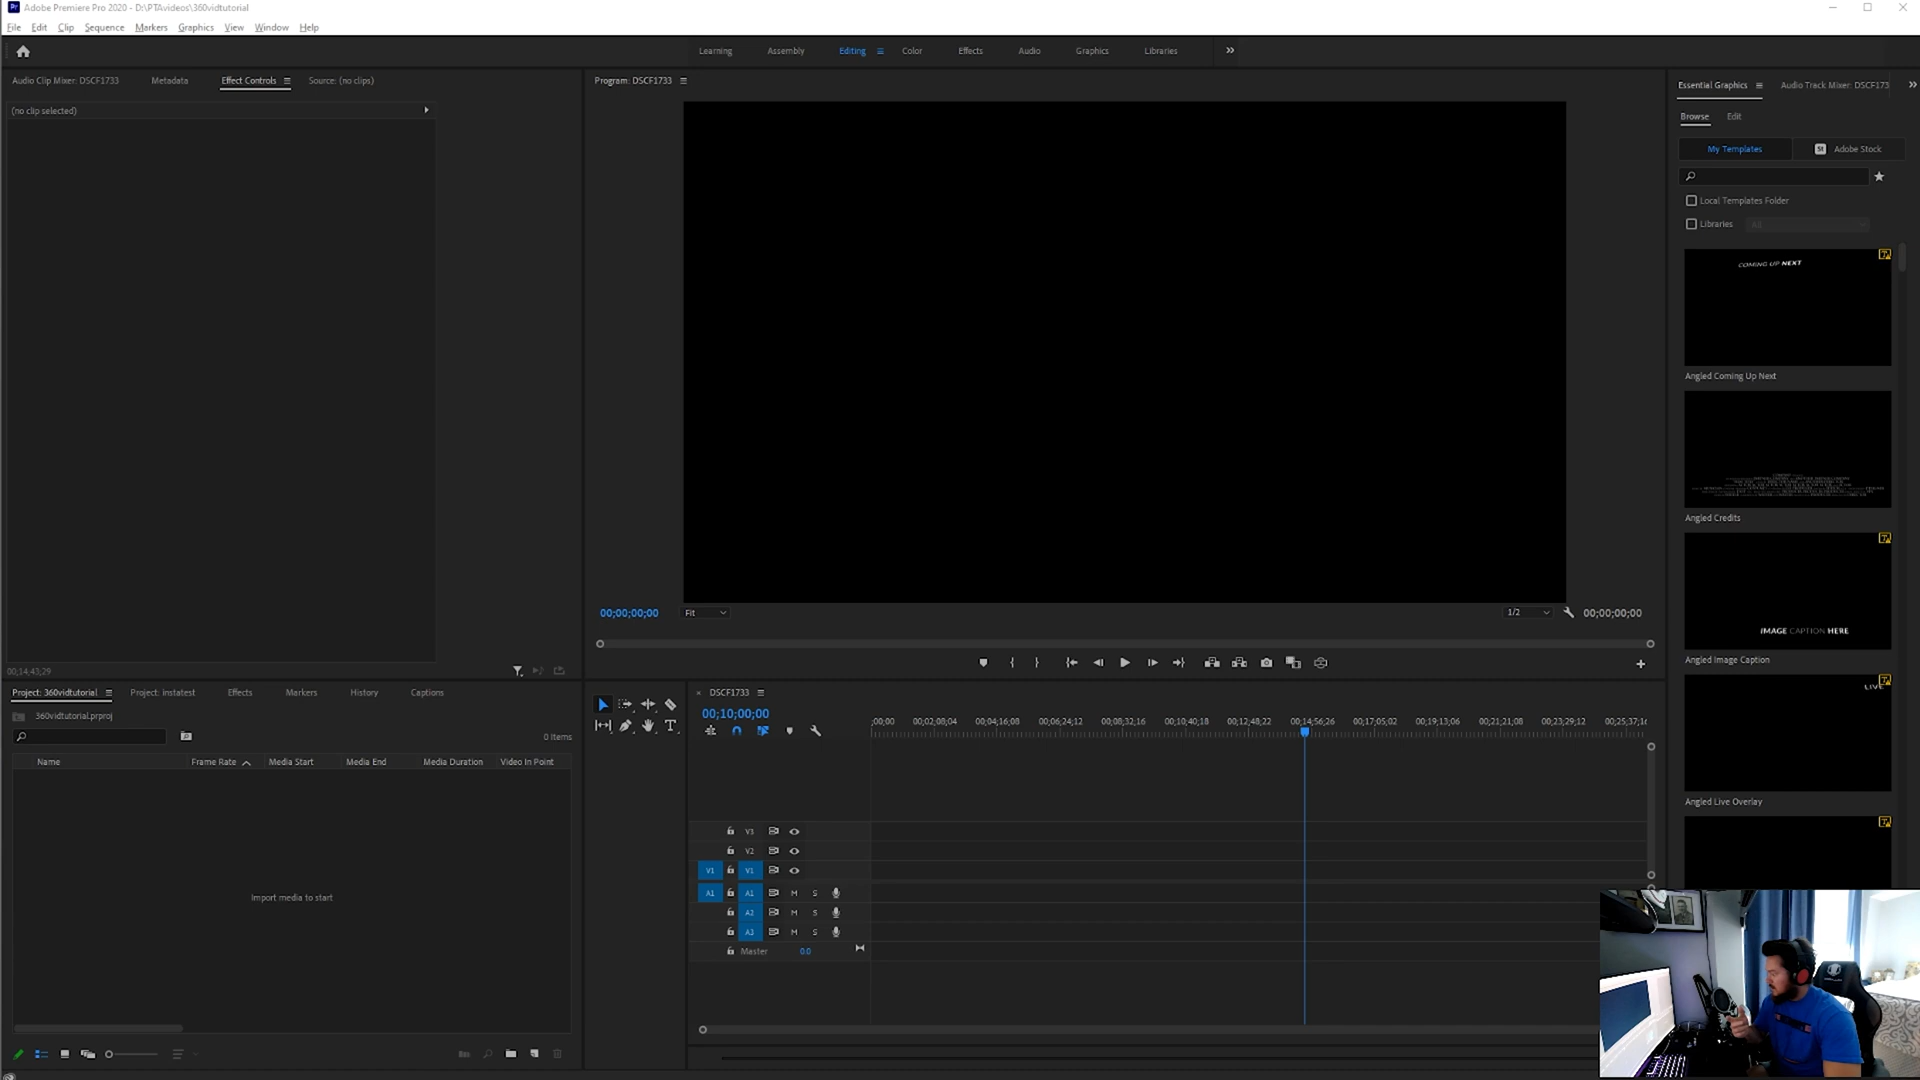 Adobe Premiere Pro 2020 - D:\PTAvideos\360vidtutorial
File Edit Clip Sequence Markers Graphics View Window Help
Learning Assembly Editing Color Effects Audio Graphics Libraries
Audio Clip Mixer: DSCF1733 Metadata Effect Controls Source: (no clips)
(no clip selected)
00;14;43;29
Program: DSCF1733
00;00;00;00 Fit 1/2 00;00;00;00
Essential Graphics Audio Track Mixer: DSCF173
Browse Edit
My Templates St Adobe Stock
Local Templates Folder
Libraries All
COMING UP NEXT
Angled Coming Up Next
Angled Credits
IMAGE CAPTION HERE
Angled Image Caption
LIVE
Angled Live Overlay
Project: 360vidtutorial Project: instatest Effects Markers History Captions
360vidtutorial.prproj
0 Items
Name Frame Rate Media Start Media End Media Duration Video In Point
Import media to start
DSCF1733
00;10;00;00
;00;00 00;02;08;04 00;04;16;08 00;06;24;12 00;08;32;16 00;10;40;18 00;12;48;22 00;14;56;26 00;17;05;02 00;19;13;06 00;21;21;08 00;23;29;12 00;25;37;16
V3
V2
V1 V1
A1 A1 M S
A2 M S
A3 M S
Master 0.0